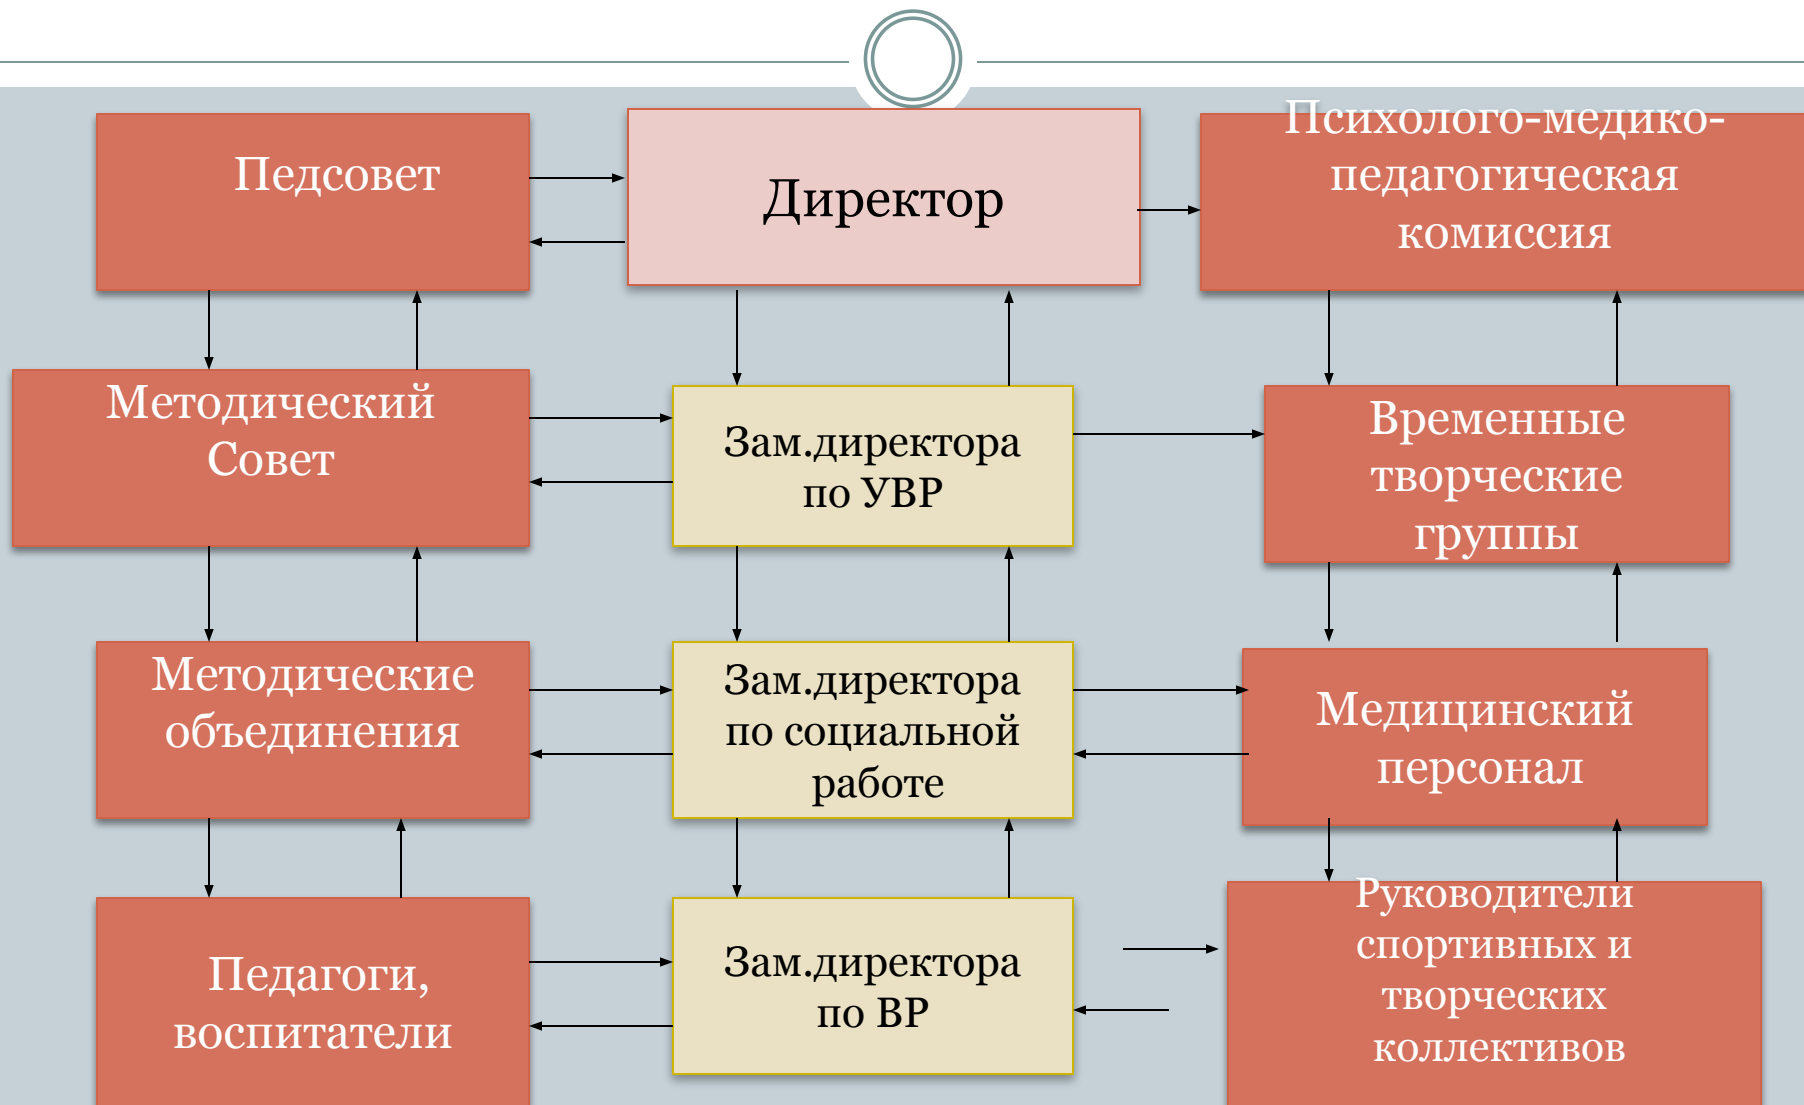 Педсовет
Директор
Психолого-медико-
педагогическая
комиссия
Методический
Совет
Зам.директора
по УВР
Временные
творческие
группы
Методические
объединения
Зам.директора
по социальной
работе
Медицинский
персонал
Педагоги,
воспитатели
Зам.директора
по ВР
Руководители
спортивных и
творческих
коллективов